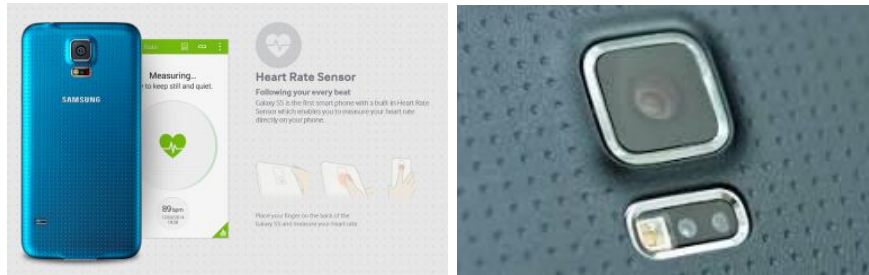 SAMSUNG
Measuring...
to keep still and quiet.
89 bpm
Heart Rate Sensor
Following your every beat
Galaxy S5 is the first smart phone with a built-in Heart Rate
Sensor which enables you to measure your heart rate
directly on your phone.
Place your finger on the back of the
Galaxy S5 and measure your heart rate